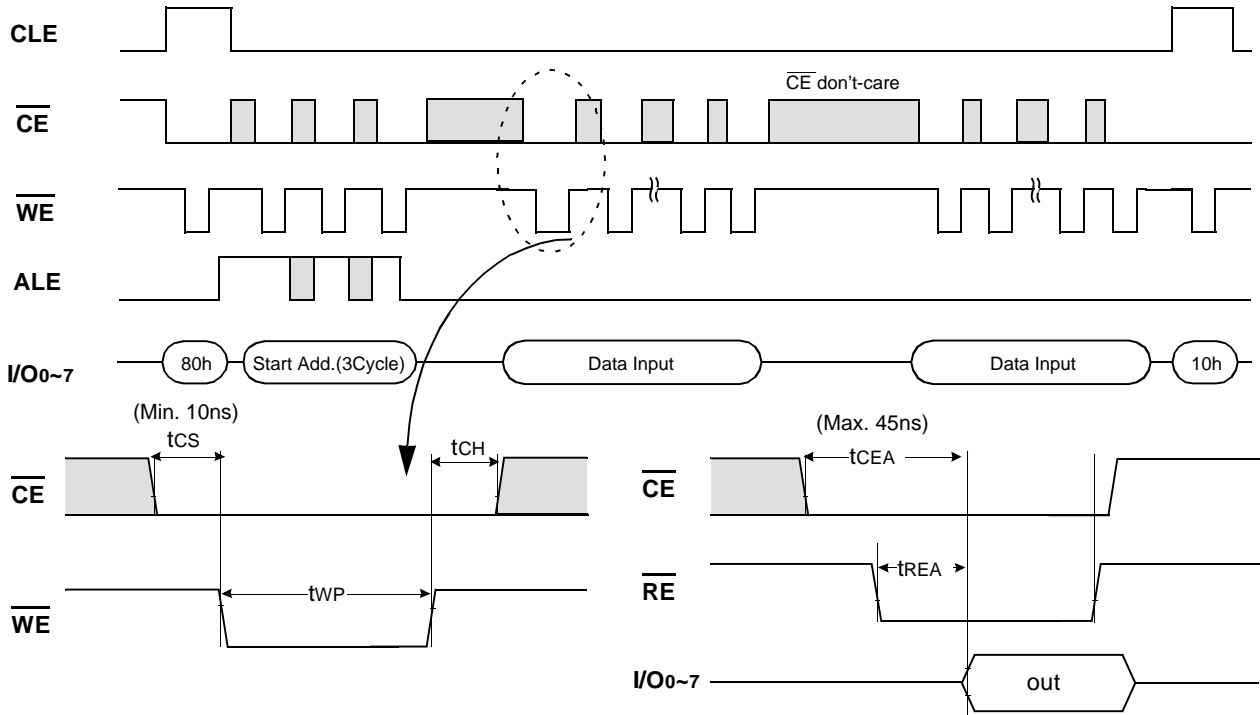 CLE
CE don't-care
CE
WE
ALE
I/O0~7 80h Start Add.(3Cycle) Data Input Data Input 10h
(Min. 10ns)
tCS tCH
CE
tWP
WE
(Max. 45ns)
tCEA
CE
tREA
RE
I/O0~7 out